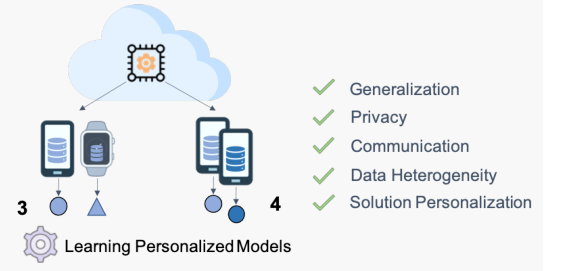 Generalization
Privacy
Communication
Data Heterogeneity
Solution Personalization
3
4
Learning Personalized Models